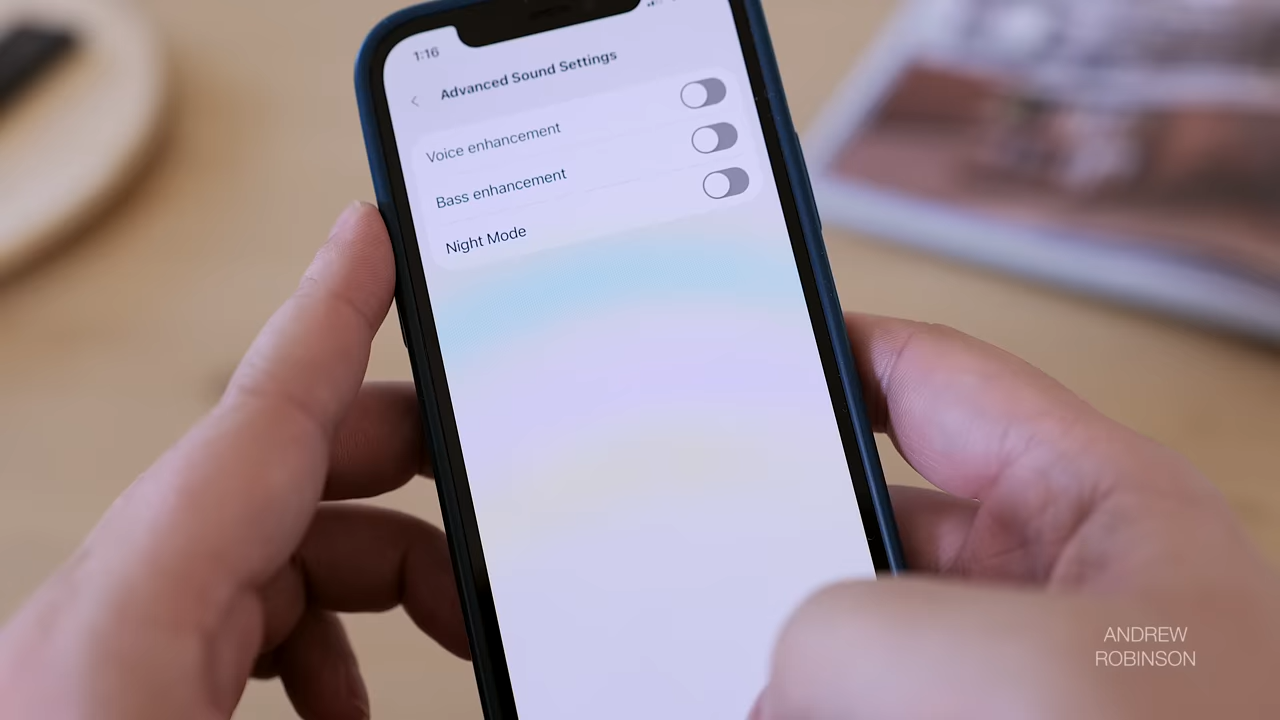 1:16
Advanced Sound Settings
Voice enhancement
Bass enhancement
Night Mode
ANDREW
ROBINSON